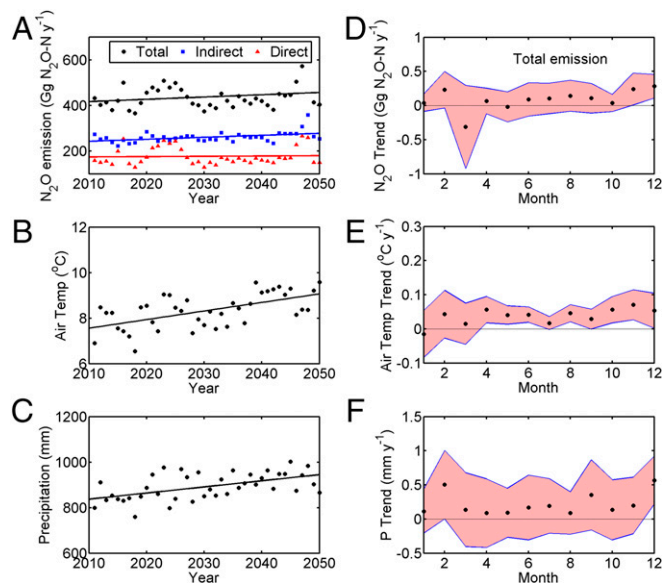 A
N2O emission (Gg N2O-N y-1)
Total Indirect Direct
600
400
200
2010 2020 2030 2040 2050
Year
B
Air Temp (oC)
12
10
8
6
2010 2020 2030 2040 2050
Year
C
Precipitation (mm)
1200
1000
800
600
2010 2020 2030 2040 2050
Year
D
N2O Trend (Gg N2O-N y-1)
Total emission
1
0.5
0
-0.5
-1
2 4 6 8 10 12
Month
E
Air Temp Trend (oC y-1)
0.3
0.2
0.1
0
-0.1
2 4 6 8 10 12
Month
F
P Trend (mm y-1)
1.5
1
0.5
0
-0.5
2 4 6 8 10 12
Month